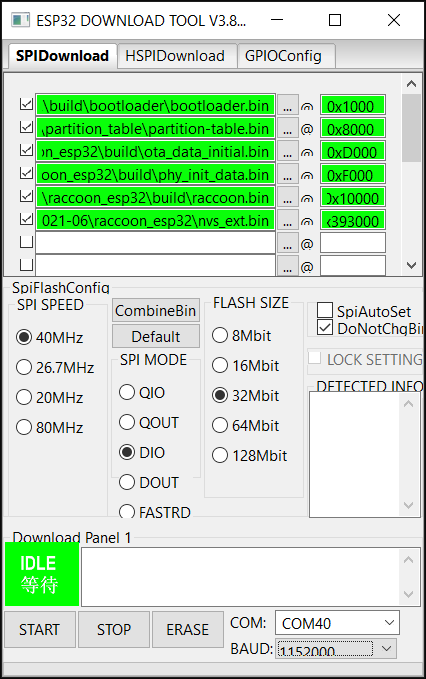 ESP32 DOWNLOAD TOOL V3.8...
SPIDownload HSPIDownload GPIOConfig
\build\bootloader\bootloader.bin ... @ 0x1000
\partition_table\partition-table.bin ... @ 0x8000
on_esp32\build\ota_data_initial.bin ... @ 0xD000
oon_esp32\build\phy_init_data.bin ... @ 0xF000
\raccoon_esp32\build\raccoon.bin ... @ 0x10000
021-06\raccoon_esp32\nvs_ext.bin ... @ x393000
... @
... @
SpiFlashConfig
SPI SPEED
40MHz
26.7MHz
20MHz
80MHz
CombineBin
Default
SPI MODE
QIO
QOUT
DIO
DOUT
FASTRD
FLASH SIZE
8Mbit
16Mbit
32Mbit
64Mbit
128Mbit
SpiAutoSet
DoNotChgBin
LOCK SETTING
DETECTED INFO
Download Panel 1
IDLE
等待
START STOP ERASE
COM: COM40
BAUD: 1152000